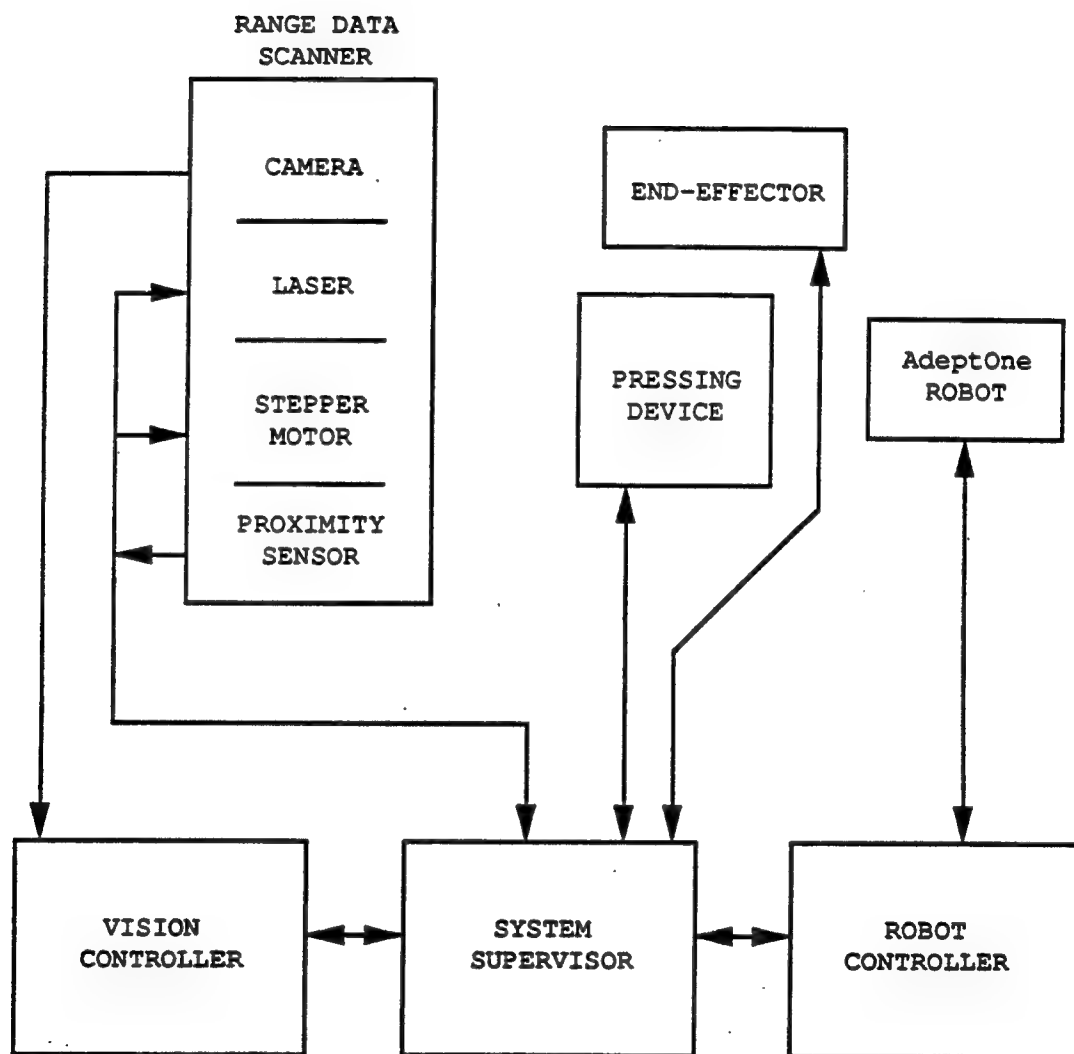 RANGE DATA
SCANNER
CAMERA
LASER
STEPPER
MOTOR
PROXIMITY
SENSOR
END-EFFECTOR
PRESSING
DEVICE
AdeptOne
ROBOT
VISION
CONTROLLER
SYSTEM
SUPERVISOR
ROBOT
CONTROLLER